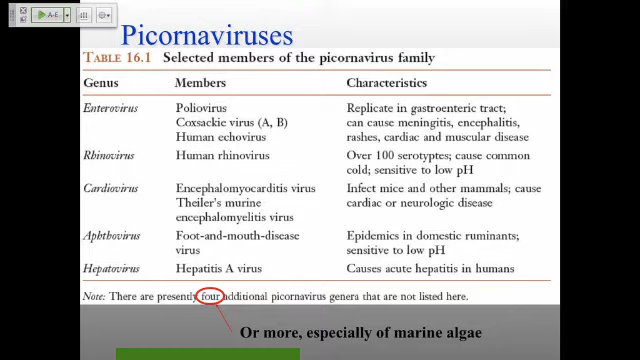 A-E
Picornaviruses
TABLE 16.1 Selected members of the picornavirus family
Genus Members Characteristics
Enterovirus Poliovirus Replicate in gastroenteric tract;
Coxsackie virus (A, B) can cause meningitis, encephalitis,
Human echovirus rashes, cardiac and muscular disease
Rhinovirus Human rhinovirus Over 100 serotyptes; cause common
cold; sensitive to low pH
Cardiovirus Encephalomyocarditis virus Infect mice and other mammals; cause
Theiler's murine cardiac or neurologic disease
encephalomyelitis virus
Aphthovirus Foot-and-mouth-disease Epidemics in domestic ruminants;
virus sensitive to low pH
Hepatovirus Hepatitis A virus Causes acute hepatitis in humans
Note: There are presently four additional picornavirus genera that are not listed here.
Or more, especially of marine algae